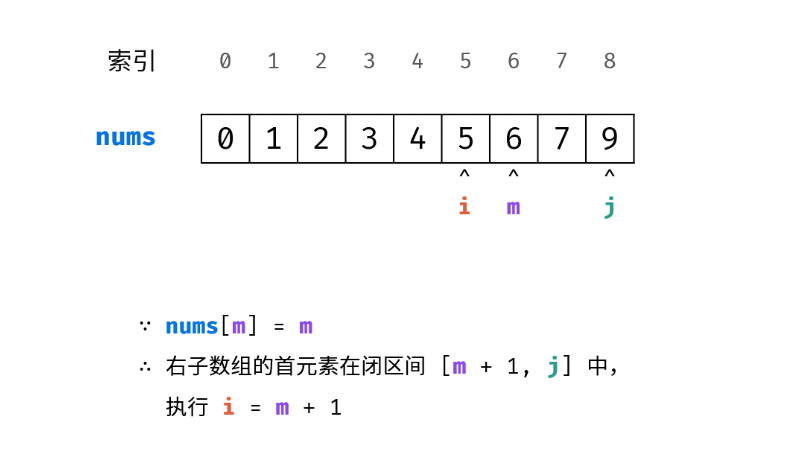 索引 0 1 2 3 4 5 6 7 8
nums 0 1 2 3 4 5 6 7 9
^ ^ ^
i m j
∵ nums[m] = m
∴ 右子数组的首元素在闭区间 [m + 1, j] 中，
执行 i = m + 1